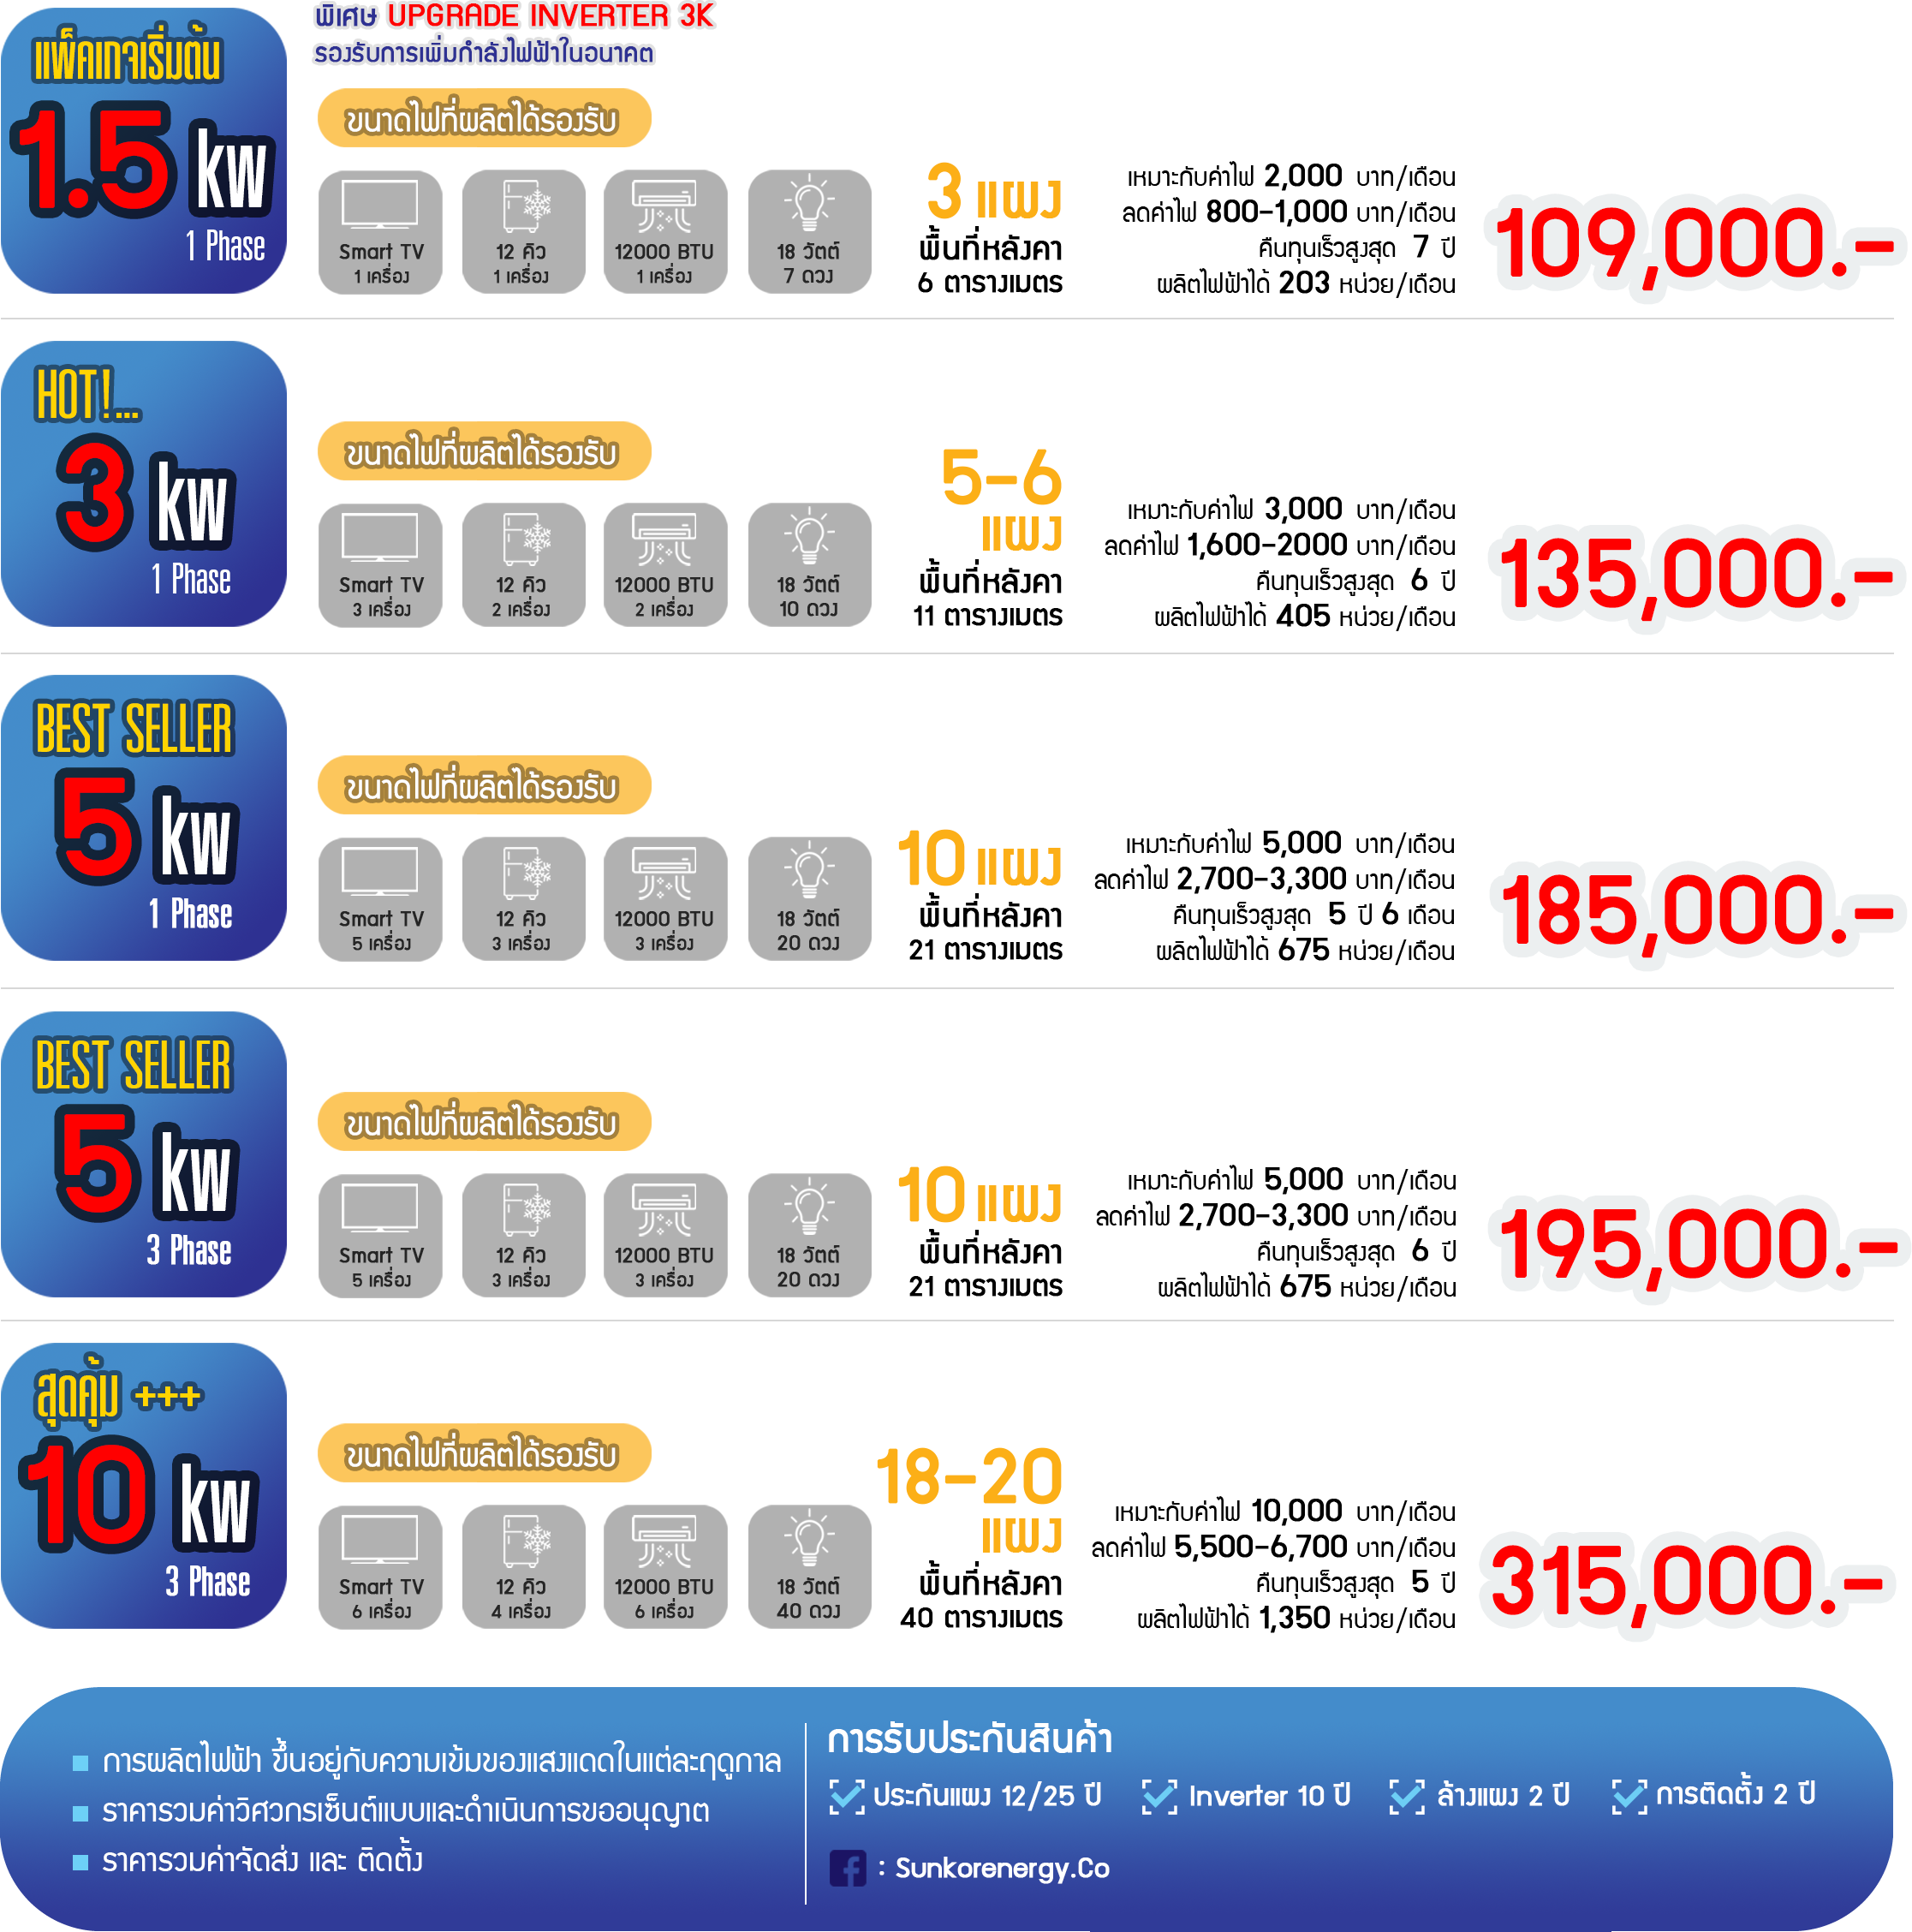 แพ็คเกจเริ่มต้น
1.5 kw
1 Phase
พิเศษ UPGRADE INVERTER 3K
รองรับการเพิ่มกำลังไฟฟ้าในอนาคต
ขนาดไฟที่ผลิตได้รองรับ
Smart TV
1 เครื่อง
12 คิว
1 เครื่อง
12000 BTU
1 เครื่อง
18 วัตต์
7 ดวง
3 แผง
พื้นที่หลังคา
6 ตารางเมตร
เหมาะกับค่าไฟ 2,000 บาท/เดือน
ลดค่าไฟ 800-1,000 บาท/เดือน
คืนทุนเร็วสูงสุด 7 ปี
ผลิตไฟฟ้าได้ 203 หน่วย/เดือน
109,000.-
HOT!...
3 kw
1 Phase
ขนาดไฟที่ผลิตได้รองรับ
Smart TV
3 เครื่อง
12 คิว
2 เครื่อง
12000 BTU
2 เครื่อง
18 วัตต์
10 ดวง
5-6
แผง
พื้นที่หลังคา
11 ตารางเมตร
เหมาะกับค่าไฟ 3,000 บาท/เดือน
ลดค่าไฟ 1,600-2000 บาท/เดือน
คืนทุนเร็วสูงสุด 6 ปี
ผลิตไฟฟ้าได้ 405 หน่วย/เดือน
135,000.-
BEST SELLER
5 kw
1 Phase
ขนาดไฟที่ผลิตได้รองรับ
Smart TV
5 เครื่อง
12 คิว
3 เครื่อง
12000 BTU
3 เครื่อง
18 วัตต์
20 ดวง
10 แผง
พื้นที่หลังคา
21 ตารางเมตร
เหมาะกับค่าไฟ 5,000 บาท/เดือน
ลดค่าไฟ 2,700-3,300 บาท/เดือน
คืนทุนเร็วสูงสุด 5 ปี 6 เดือน
ผลิตไฟฟ้าได้ 675 หน่วย/เดือน
185,000.-
BEST SELLER
5 kw
3 Phase
ขนาดไฟที่ผลิตได้รองรับ
Smart TV
5 เครื่อง
12 คิว
3 เครื่อง
12000 BTU
3 เครื่อง
18 วัตต์
20 ดวง
10 แผง
พื้นที่หลังคา
21 ตารางเมตร
เหมาะกับค่าไฟ 5,000 บาท/เดือน
ลดค่าไฟ 2,700-3,300 บาท/เดือน
คืนทุนเร็วสูงสุด 6 ปี
ผลิตไฟฟ้าได้ 675 หน่วย/เดือน
195,000.-
สุดคุ้ม +++
10 kw
3 Phase
ขนาดไฟที่ผลิตได้รองรับ
Smart TV
6 เครื่อง
12 คิว
4 เครื่อง
12000 BTU
6 เครื่อง
18 วัตต์
40 ดวง
18-20
แผง
พื้นที่หลังคา
40 ตารางเมตร
เหมาะกับค่าไฟ 10,000 บาท/เดือน
ลดค่าไฟ 5,500-6,700 บาท/เดือน
คืนทุนเร็วสูงสุด 5 ปี
ผลิตไฟฟ้าได้ 1,350 หน่วย/เดือน
315,000.-
การผลิตไฟฟ้า ขึ้นอยู่กับความเข้มของแสงแดดในแต่ละฤดูกาล
ราคารวมค่าวิศวกรเซ็นต์แบบและดำเนินการขออนุญาต
ราคารวมค่าจัดส่ง และ ติดตั้ง
การรับประกันสินค้า
ประกันแผง 12/25 ปี
Inverter 10 ปี
ล้างแผง 2 ปี
การติดตั้ง 2 ปี
: Sunkorenergy.Co